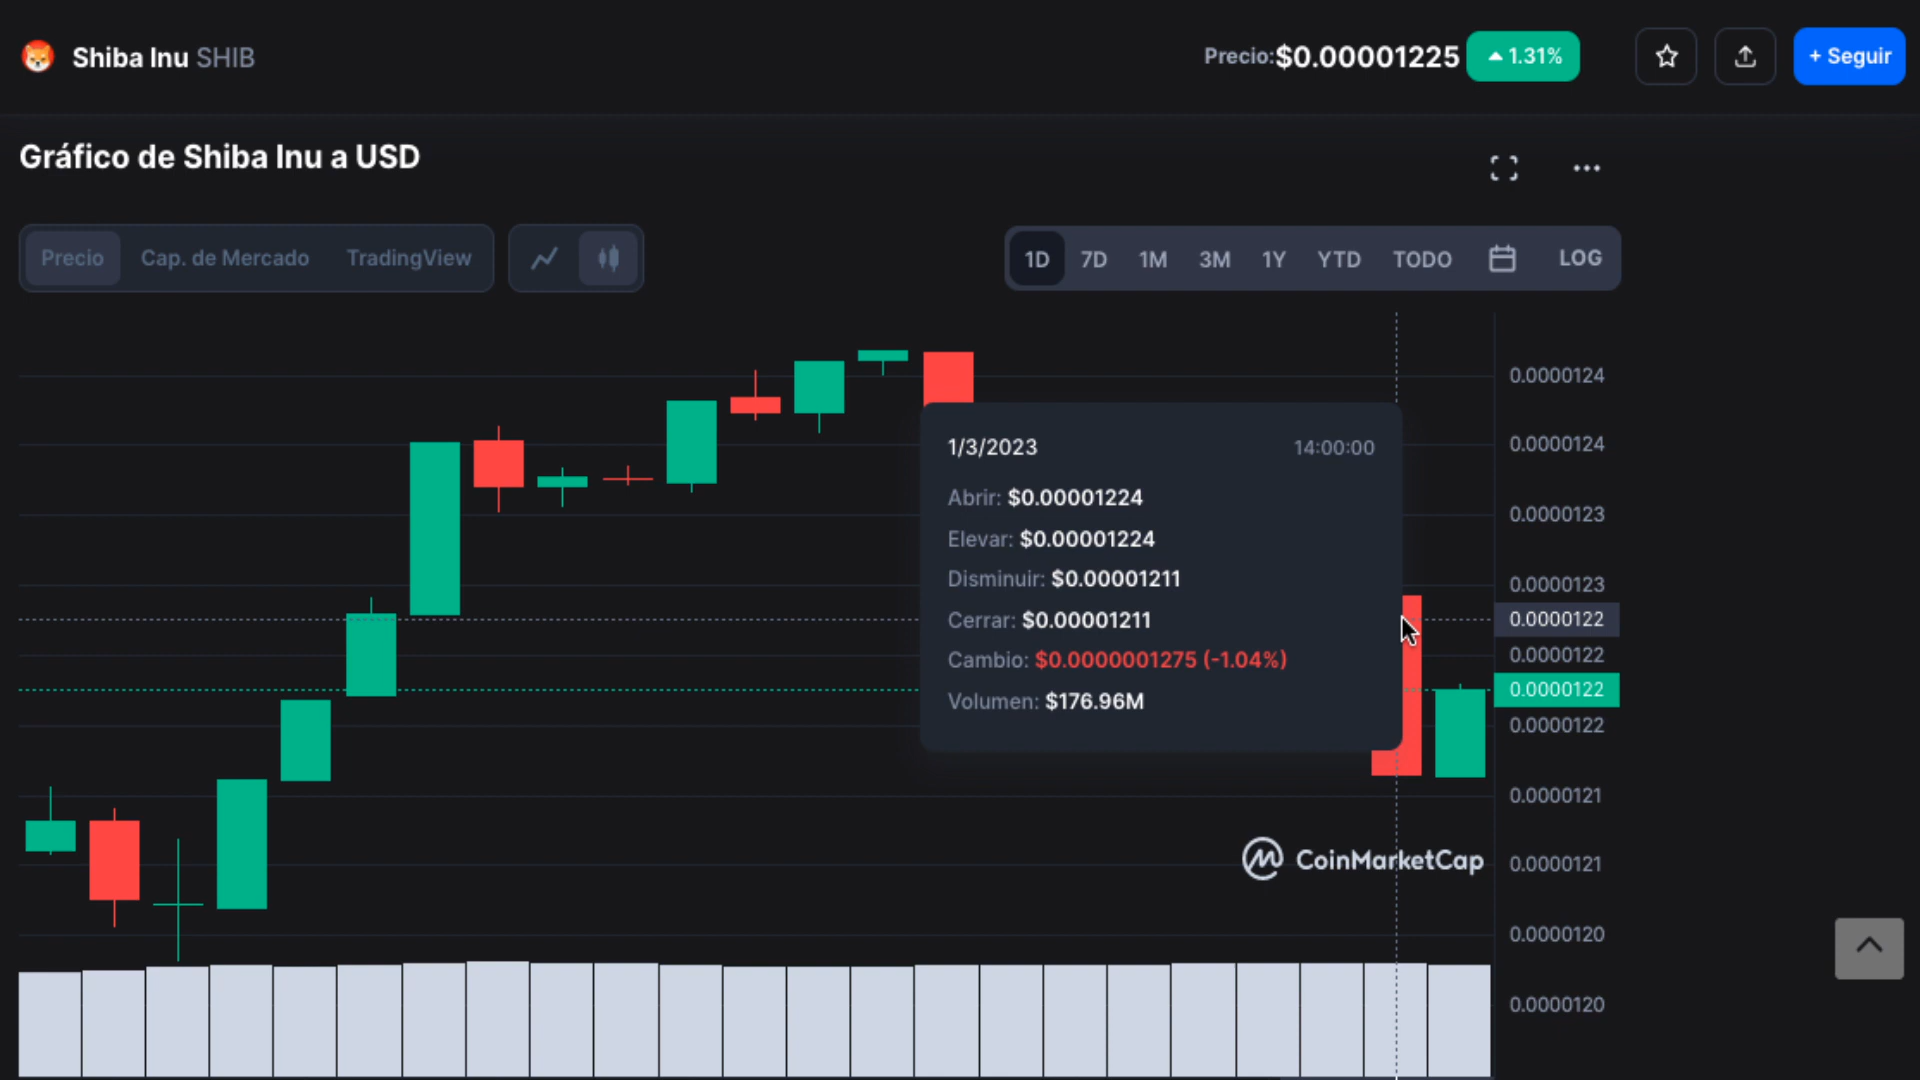 Shiba Inu SHIB
Precio:$0.00001225 1.31%
+ Seguir
Gráfico de Shiba Inu a USD
Precio Cap. de Mercado TradingView
1D 7D 1M 3M 1Y YTD TODO LOG
0.0000124
0.0000124
0.0000123
0.0000123
0.0000122
0.0000122
0.0000122
0.0000122
0.0000121
0.0000121
0.0000120
0.0000120
1/3/2023 14:00:00
Abrir: $0.00001224
Elevar: $0.00001224
Disminuir: $0.00001211
Cerrar: $0.00001211
Cambio: $0.0000001275 (-1.04%)
Volumen: $176.96M
CoinMarketCap